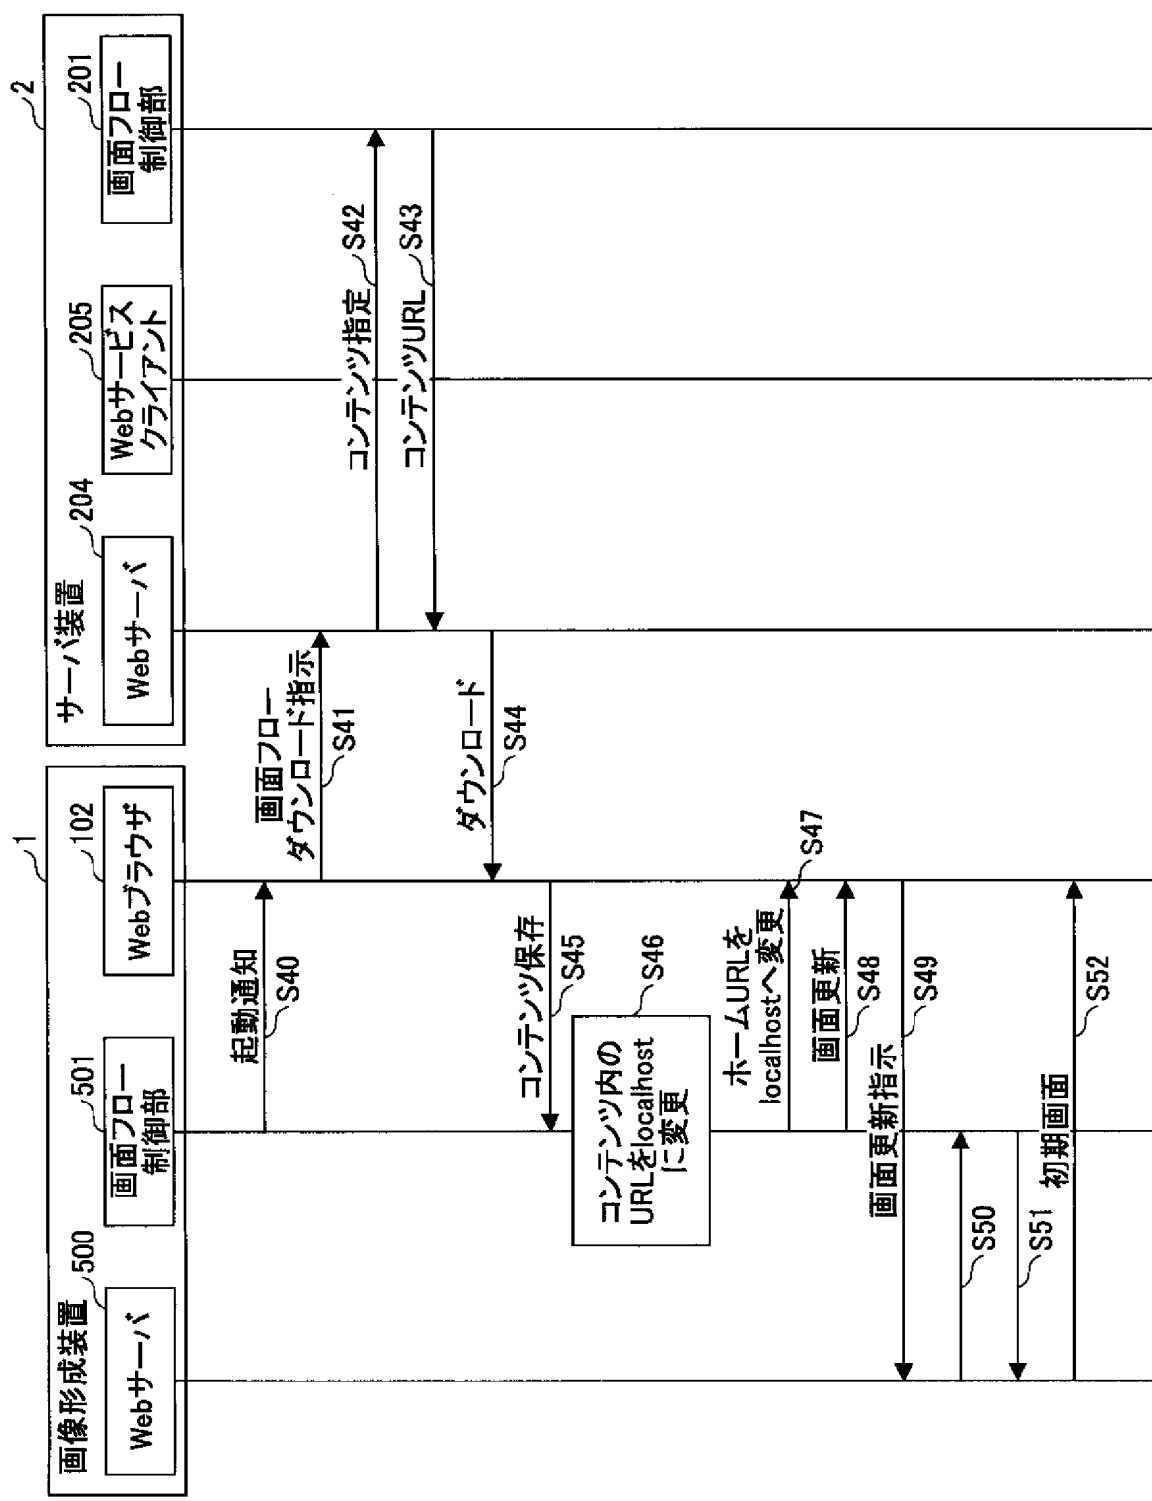 画像形成装置
1
500
Webサーバ
501
画面フロー
制御部
102
Webブラウザ
サーバ装置
2
204
Webサーバ
205
Webサービス
クライアント
201
画面フロー
制御部
起動通知
S40
画面フロー
ダウンロード指示
S41
コンテンツ指定
S42
コンテンツURL
S43
ダウンロード
S44
コンテンツ保存
S45
コンテンツ内の
URLをlocalhost
に変更
S46
ホームURLを
localhostへ変更
S47
画面更新
S48
画面更新指示
S49
S50
S51
初期画面
S52